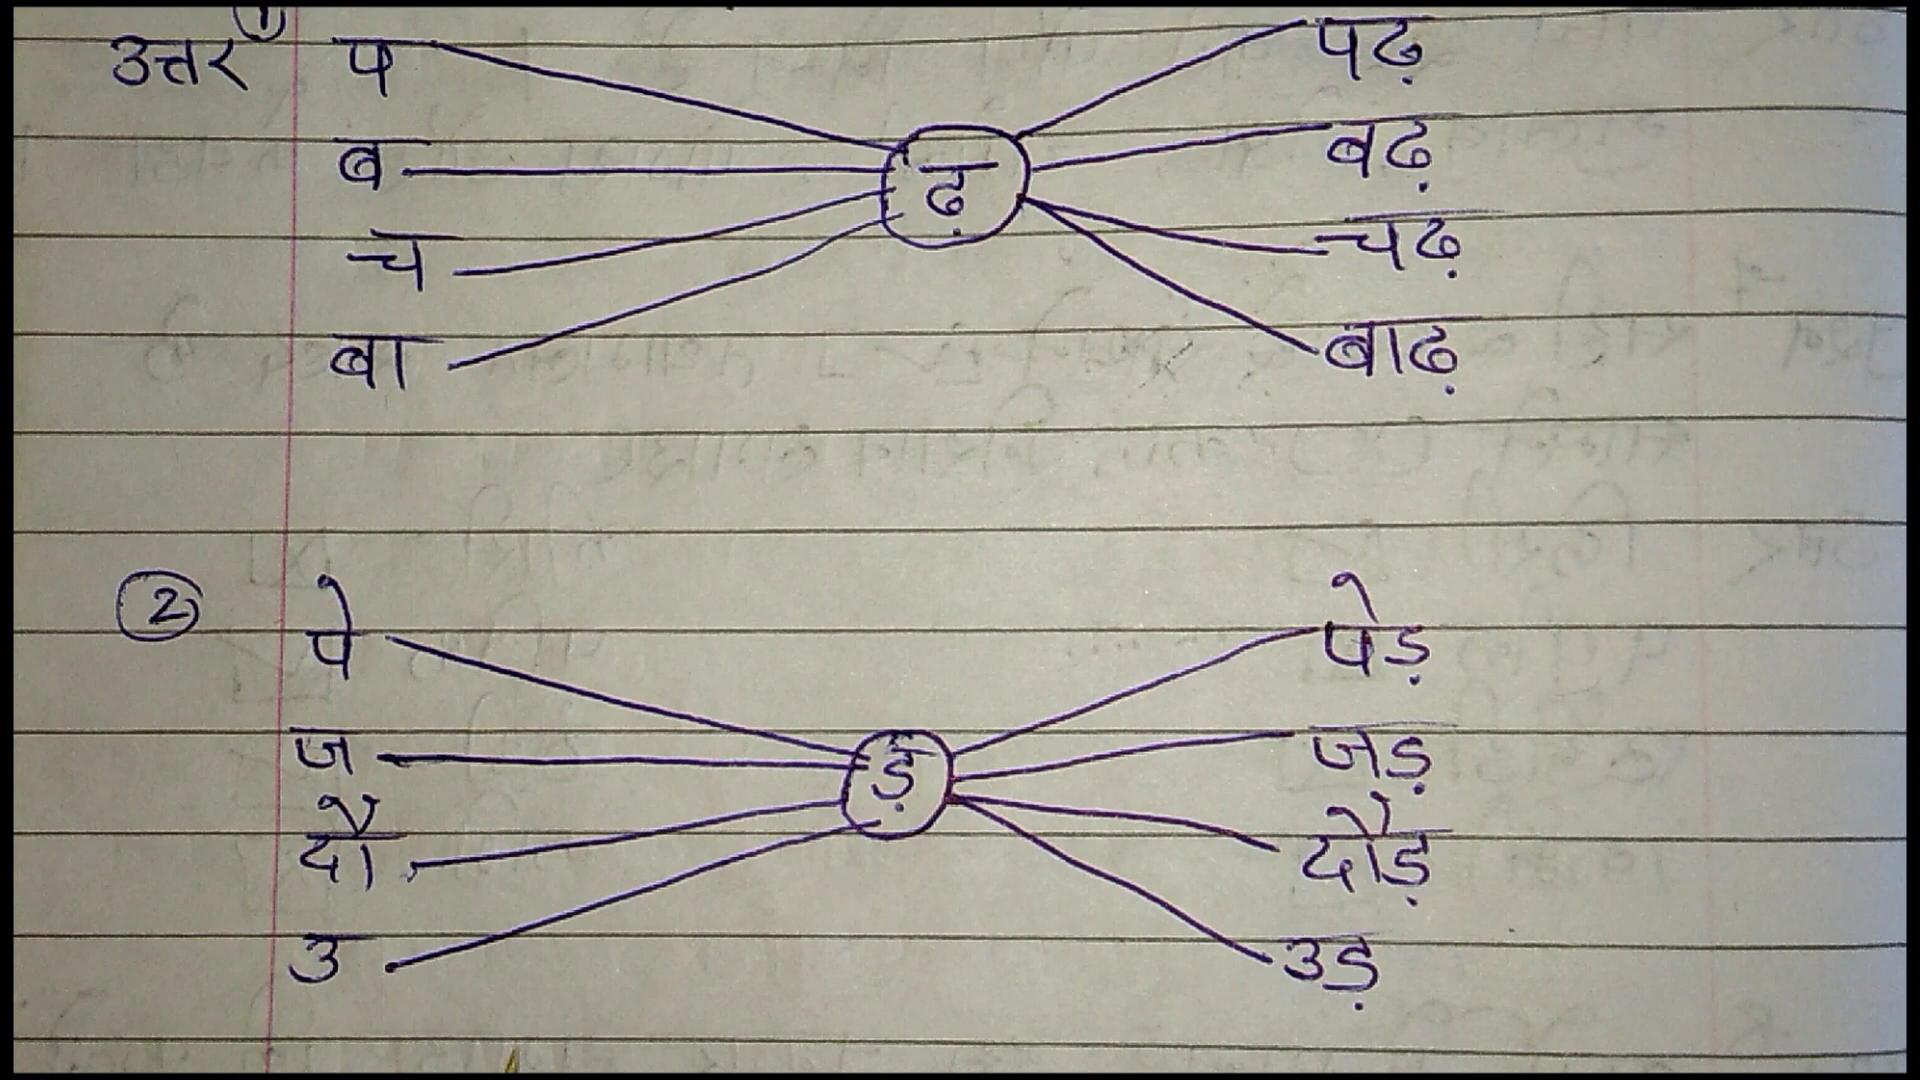 उत्तर ① प ढ़ पढ़
ब बढ़
च चढ़
बा बाढ़
② पे ड़ पेड़
ज जड़
दौ दौड़
उ उड़